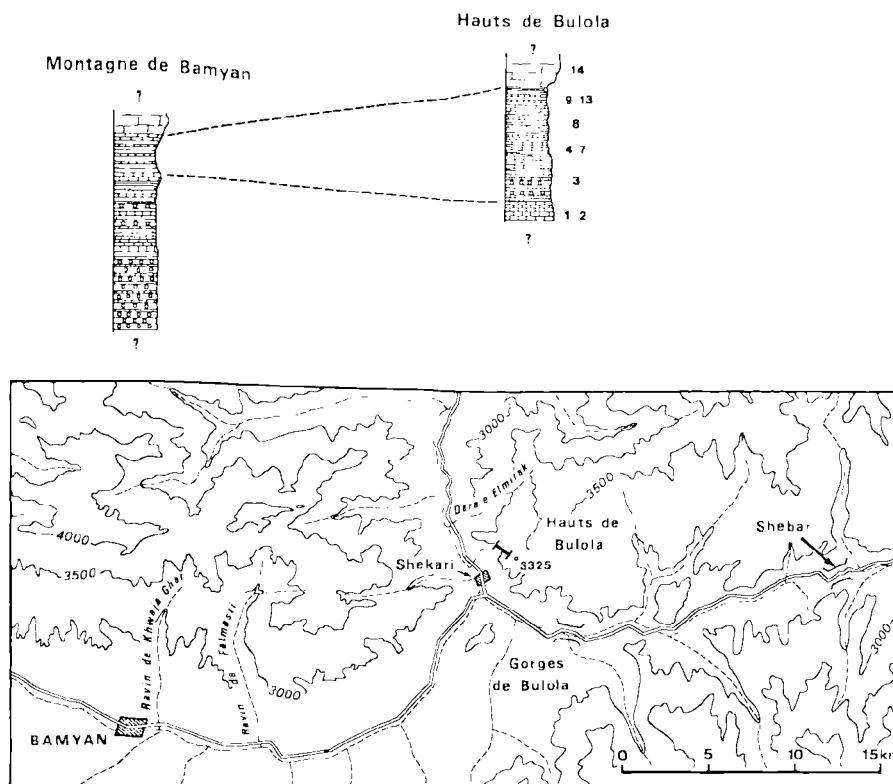 Hauts de Bulola
Montagne de Bamyan
?
?
14
9 13
8
4 7
3
1 2
?
?
3000
Dara e Elmriak
3500
Hauts de
Bulola
Shebar
4000
3500
Shekari
3325
Ravin de Khwaja Ghar
Ravin de
3000
3000
Gorges
de Bulola
BAMYAN
0 5 10 15km